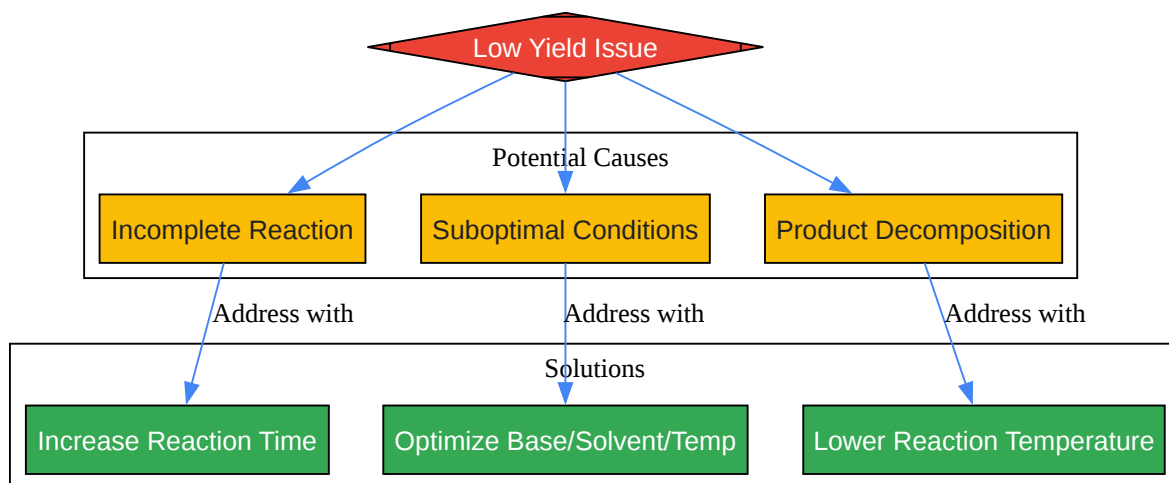 Low Yield Issue
Potential Causes
Incomplete Reaction
Suboptimal Conditions
Product Decomposition
Address with
Address with
Address with
Solutions
Increase Reaction Time
Optimize Base/Solvent/Temp
Lower Reaction Temperature